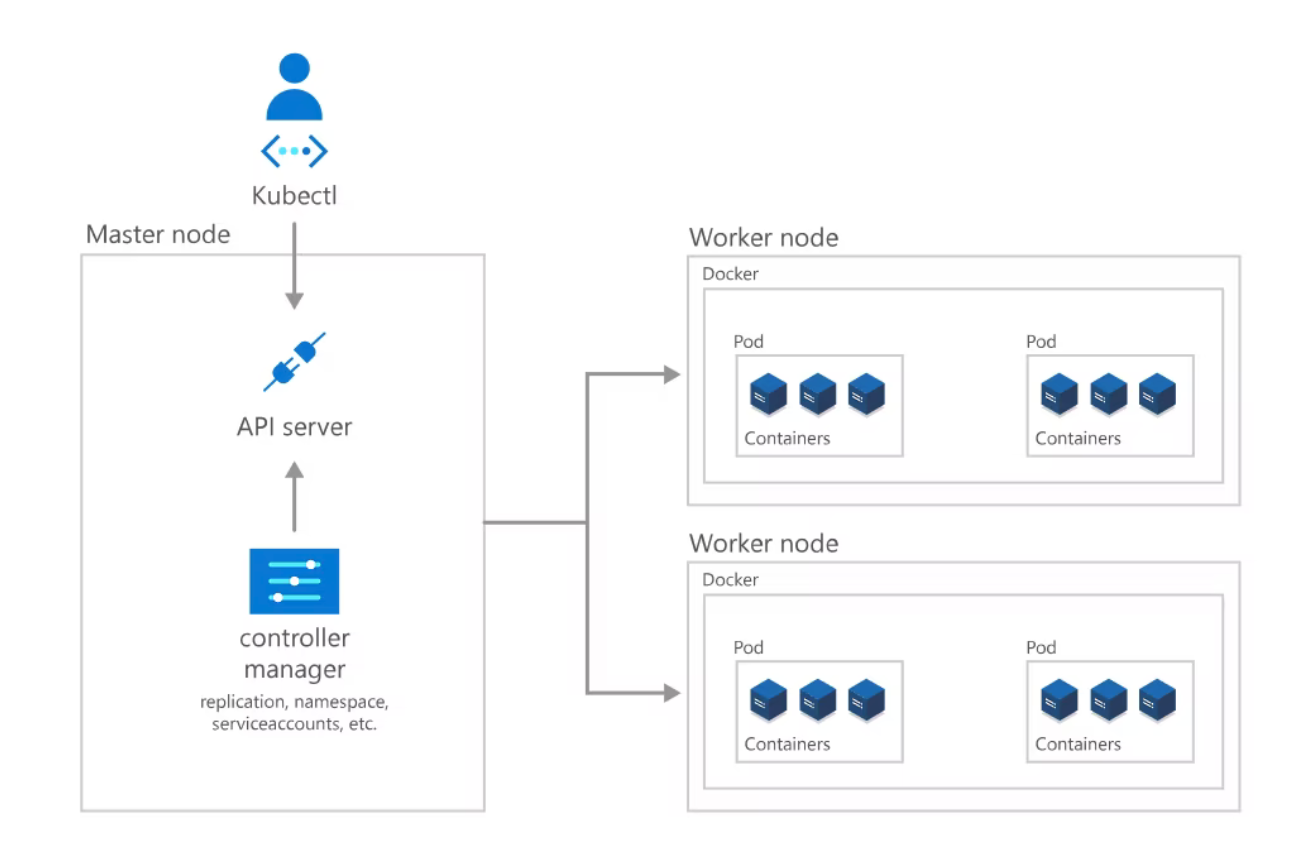 Kubectl
Master node
API server
controller
manager
replication, namespace,
serviceaccounts, etc.
Worker node
Docker
Pod
Containers
Pod
Containers
Worker node
Docker
Pod
Containers
Pod
Containers